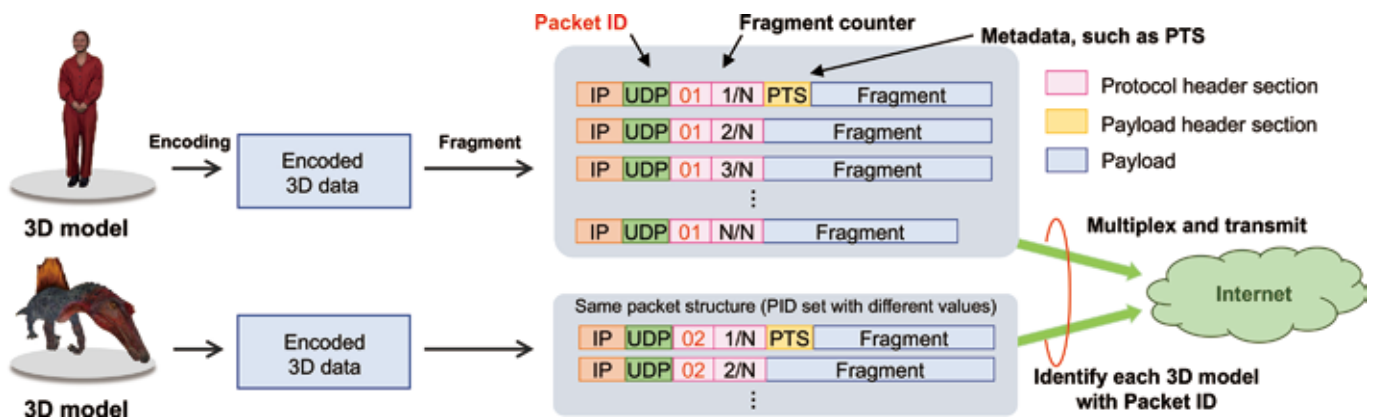 Packet ID
Fragment counter
Metadata, such as PTS
IP UDP 01 1/N PTS Fragment
IP UDP 01 2/N Fragment
IP UDP 01 3/N Fragment
⋮
IP UDP 01 N/N Fragment
Protocol header section
Payload header section
Payload
Encoding
Encoded
3D data
Fragment
3D model
Multiplex and transmit
Internet
Same packet structure (PID set with different values)
IP UDP 02 1/N PTS Fragment
IP UDP 02 2/N Fragment
⋮
Encoded
3D data
3D model
Identify each 3D model
with Packet ID